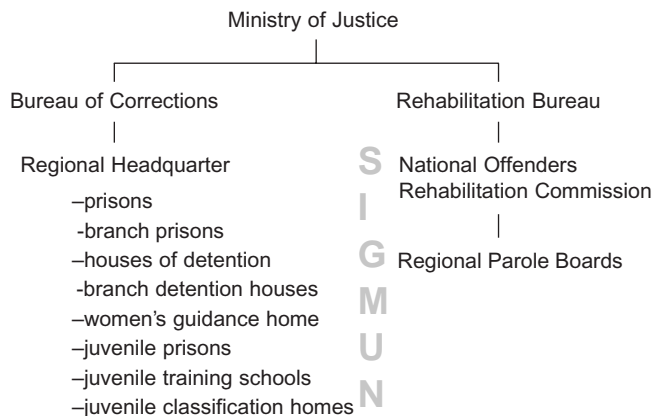 Ministry of Justice
Bureau of Corrections
Rehabilitation Bureau
Regional Headquarter
–prisons
-branch prisons
–houses of detention
-branch detention houses
–women's guidance home
–juvenile prisons
–juvenile training schools
–juvenile classification homes
National Offenders
Rehabilitation Commission
Regional Parole Boards
S
I
G
M
U
N